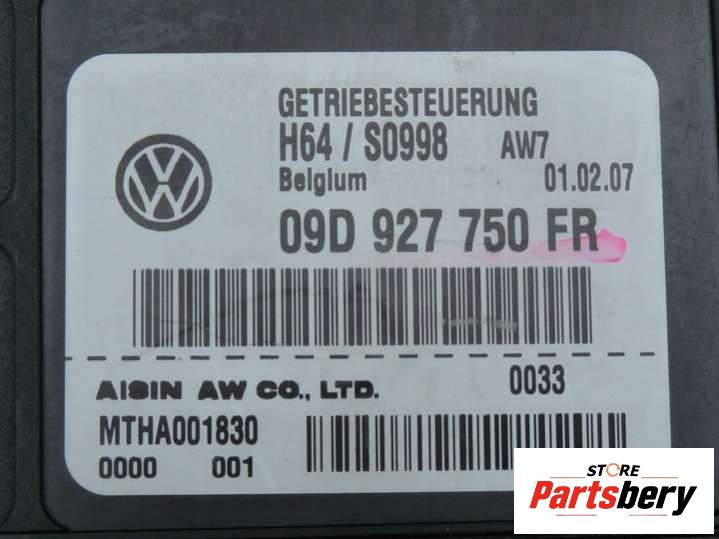 GETRIEBESTEUERUNG
H64 / S0998 AW7
Belgium 01.02.07
09D 927 750 FR
AISIN AW CO., LTD. 0033
MTHA001830
0000 001
STORE
Partsbery